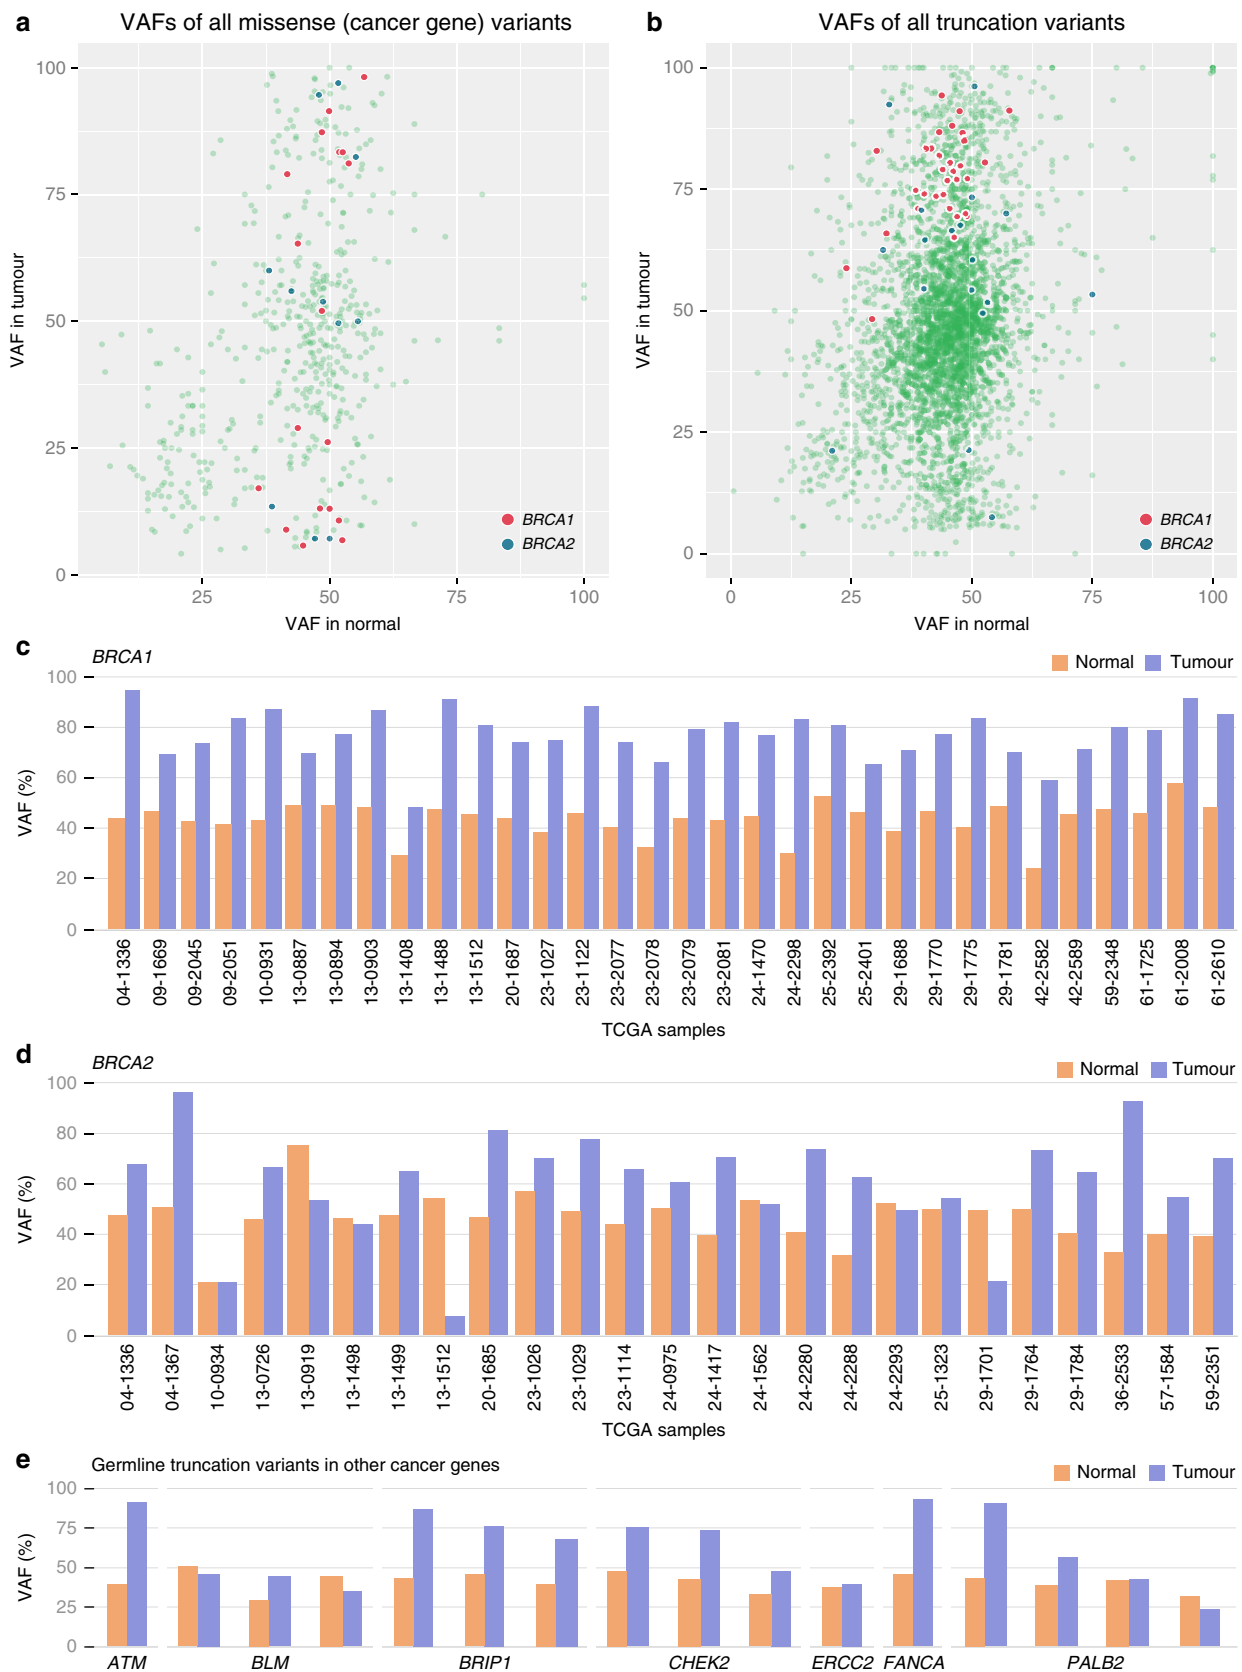 a VAFs of all missense (cancer gene) variants
100
75
50
25
0
VAF in tumour
BRCA1
BRCA2
25 50 75 100
VAF in normal
b VAFs of all truncation variants
100
75
50
25
0
VAF in tumour
BRCA1
BRCA2
0 25 50 75 100
VAF in normal
c BRCA1
Normal Tumour
100
80
60
40
20
0
VAF (%)
04-1336 09-1669 09-2045 09-2051 10-0931 13-0887 13-0894 13-0903 13-1408 13-1488 13-1512 20-1687 23-1027 23-1122 23-2077 23-2078 23-2079 23-2081 24-1470 24-2298 25-2392 25-2401 29-1688 29-1770 29-1775 29-1781 42-2582 42-2589 59-2348 61-1725 61-2008 61-2610
TCGA samples
d BRCA2
Normal Tumour
100
80
60
40
20
0
VAF (%)
04-1336 04-1367 10-0934 13-0726 13-0919 13-1498 13-1499 13-1512 20-1685 23-1026 23-1029 23-1114 24-0975 24-1417 24-1562 24-2280 24-2288 24-2293 25-1323 29-1701 29-1764 29-1784 36-2533 57-1584 59-2351
TCGA samples
e Germline truncation variants in other cancer genes
Normal Tumour
100
75
50
25
0
VAF (%)
ATM BLM BRIP1 CHEK2 ERCC2 FANCA PALB2